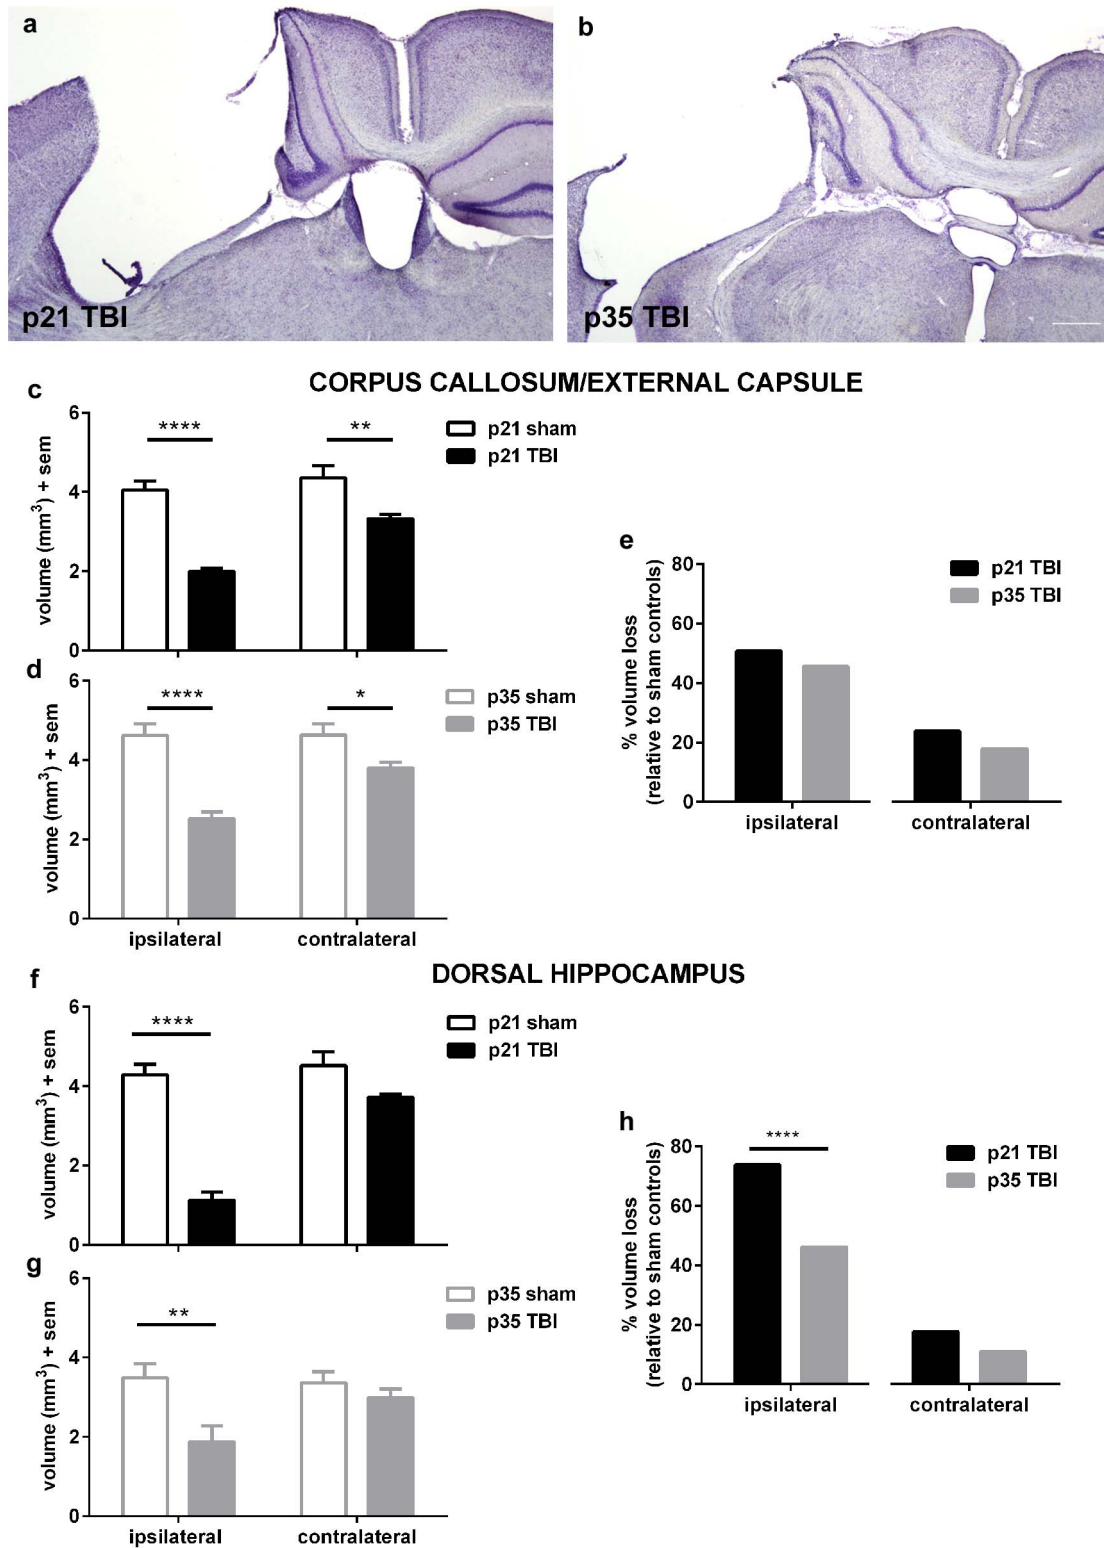 a
b
p21 TBI
p35 TBI
CORPUS CALLOSUM/EXTERNAL CAPSULE
c
volume (mm³) + sem
6
4
2
0
****
**
p21 sham
p21 TBI
d
volume (mm³) + sem
6
4
2
0
****
*
p35 sham
p35 TBI
ipsilateral
contralateral
e
% volume loss
(relative to sham controls)
80
60
40
20
0
p21 TBI
p35 TBI
ipsilateral
contralateral
DORSAL HIPPOCAMPUS
f
volume (mm³) + sem
6
4
2
0
****
p21 sham
p21 TBI
g
volume (mm³) + sem
6
4
2
0
**
p35 sham
p35 TBI
ipsilateral
contralateral
h
% volume loss
(relative to sham controls)
80
60
40
20
0
****
p21 TBI
p35 TBI
ipsilateral
contralateral